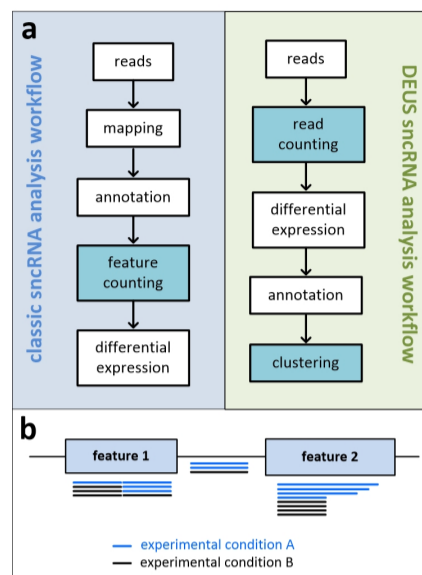 a
classic sncRNA analysis workflow
reads
mapping
annotation
feature
counting
differential
expression
reads
read
counting
differential
expression
annotation
clustering
DEUS sncRNA analysis workflow
b
feature 1
feature 2
experimental condition A
experimental condition B